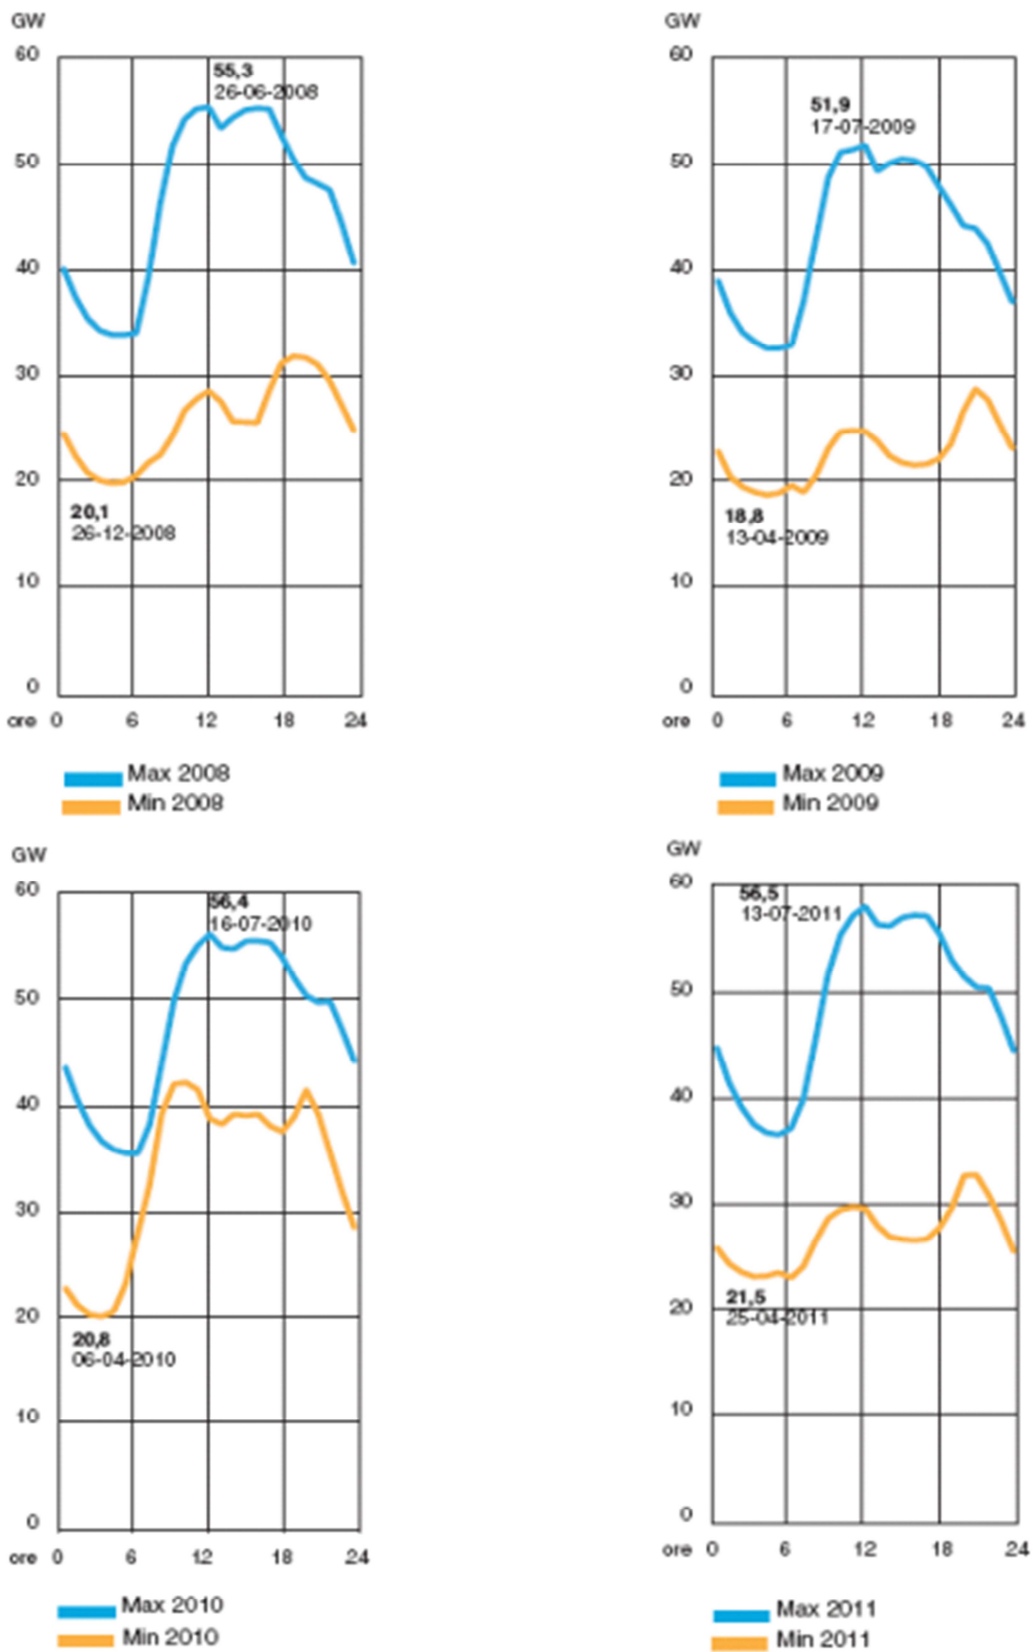 GW
60
55,3
26-06-2008
50
40
30
20
20,1
26-12-2008
10
0
ore 0 6 12 18 24
Max 2008
Min 2008
GW
60
51,9
17-07-2009
50
40
30
20
18,8
13-04-2009
10
0
ore 0 6 12 18 24
Max 2009
Min 2009
GW
60
56,4
16-07-2010
50
40
30
20
20,8
06-04-2010
10
0
ore 0 6 12 18 24
Max 2010
Min 2010
GW
60
56,5
13-07-2011
50
40
30
21,5
20
25-04-2011
10
0
ore 0 6 12 18 24
Max 2011
Min 2011